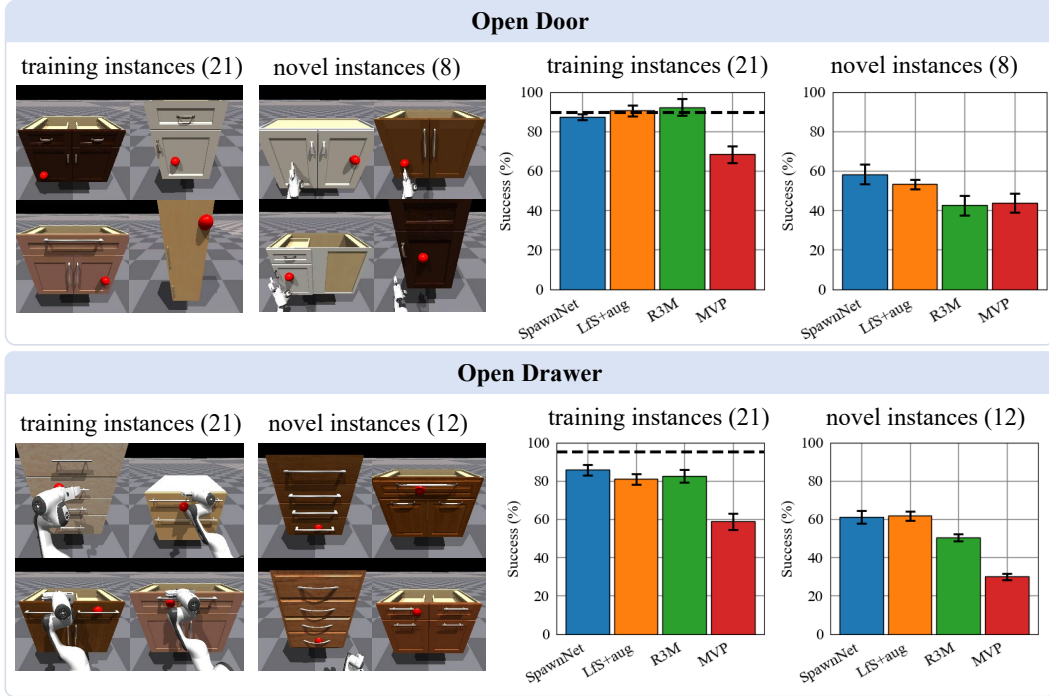 Open Door
training instances (21)
novel instances (8)
training instances (21)
100
80
60
40
20
0
Success (%)
SpawnNet
LfS+aug
R3M
MVP
novel instances (8)
100
80
60
40
20
0
Success (%)
SpawnNet
LfS+aug
R3M
MVP
Open Drawer
training instances (21)
novel instances (12)
training instances (21)
100
80
60
40
20
0
Success (%)
SpawnNet
LfS+aug
R3M
MVP
novel instances (12)
100
80
60
40
20
0
Success (%)
SpawnNet
LfS+aug
R3M
MVP